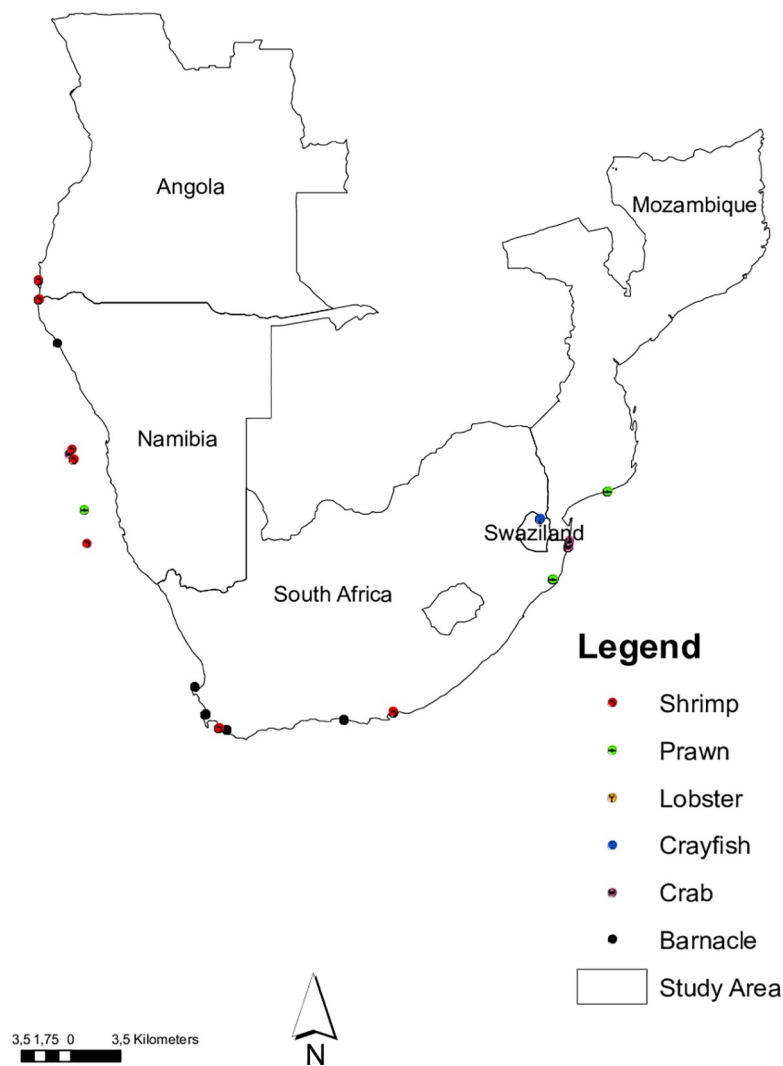 Angola
Mozambique
Namibia
Swaziland
South Africa
Legend
Shrimp
Prawn
Lobster
Crayfish
Crab
Barnacle
Study Area
3,5 1,75 0 3,5 Kilometers
N